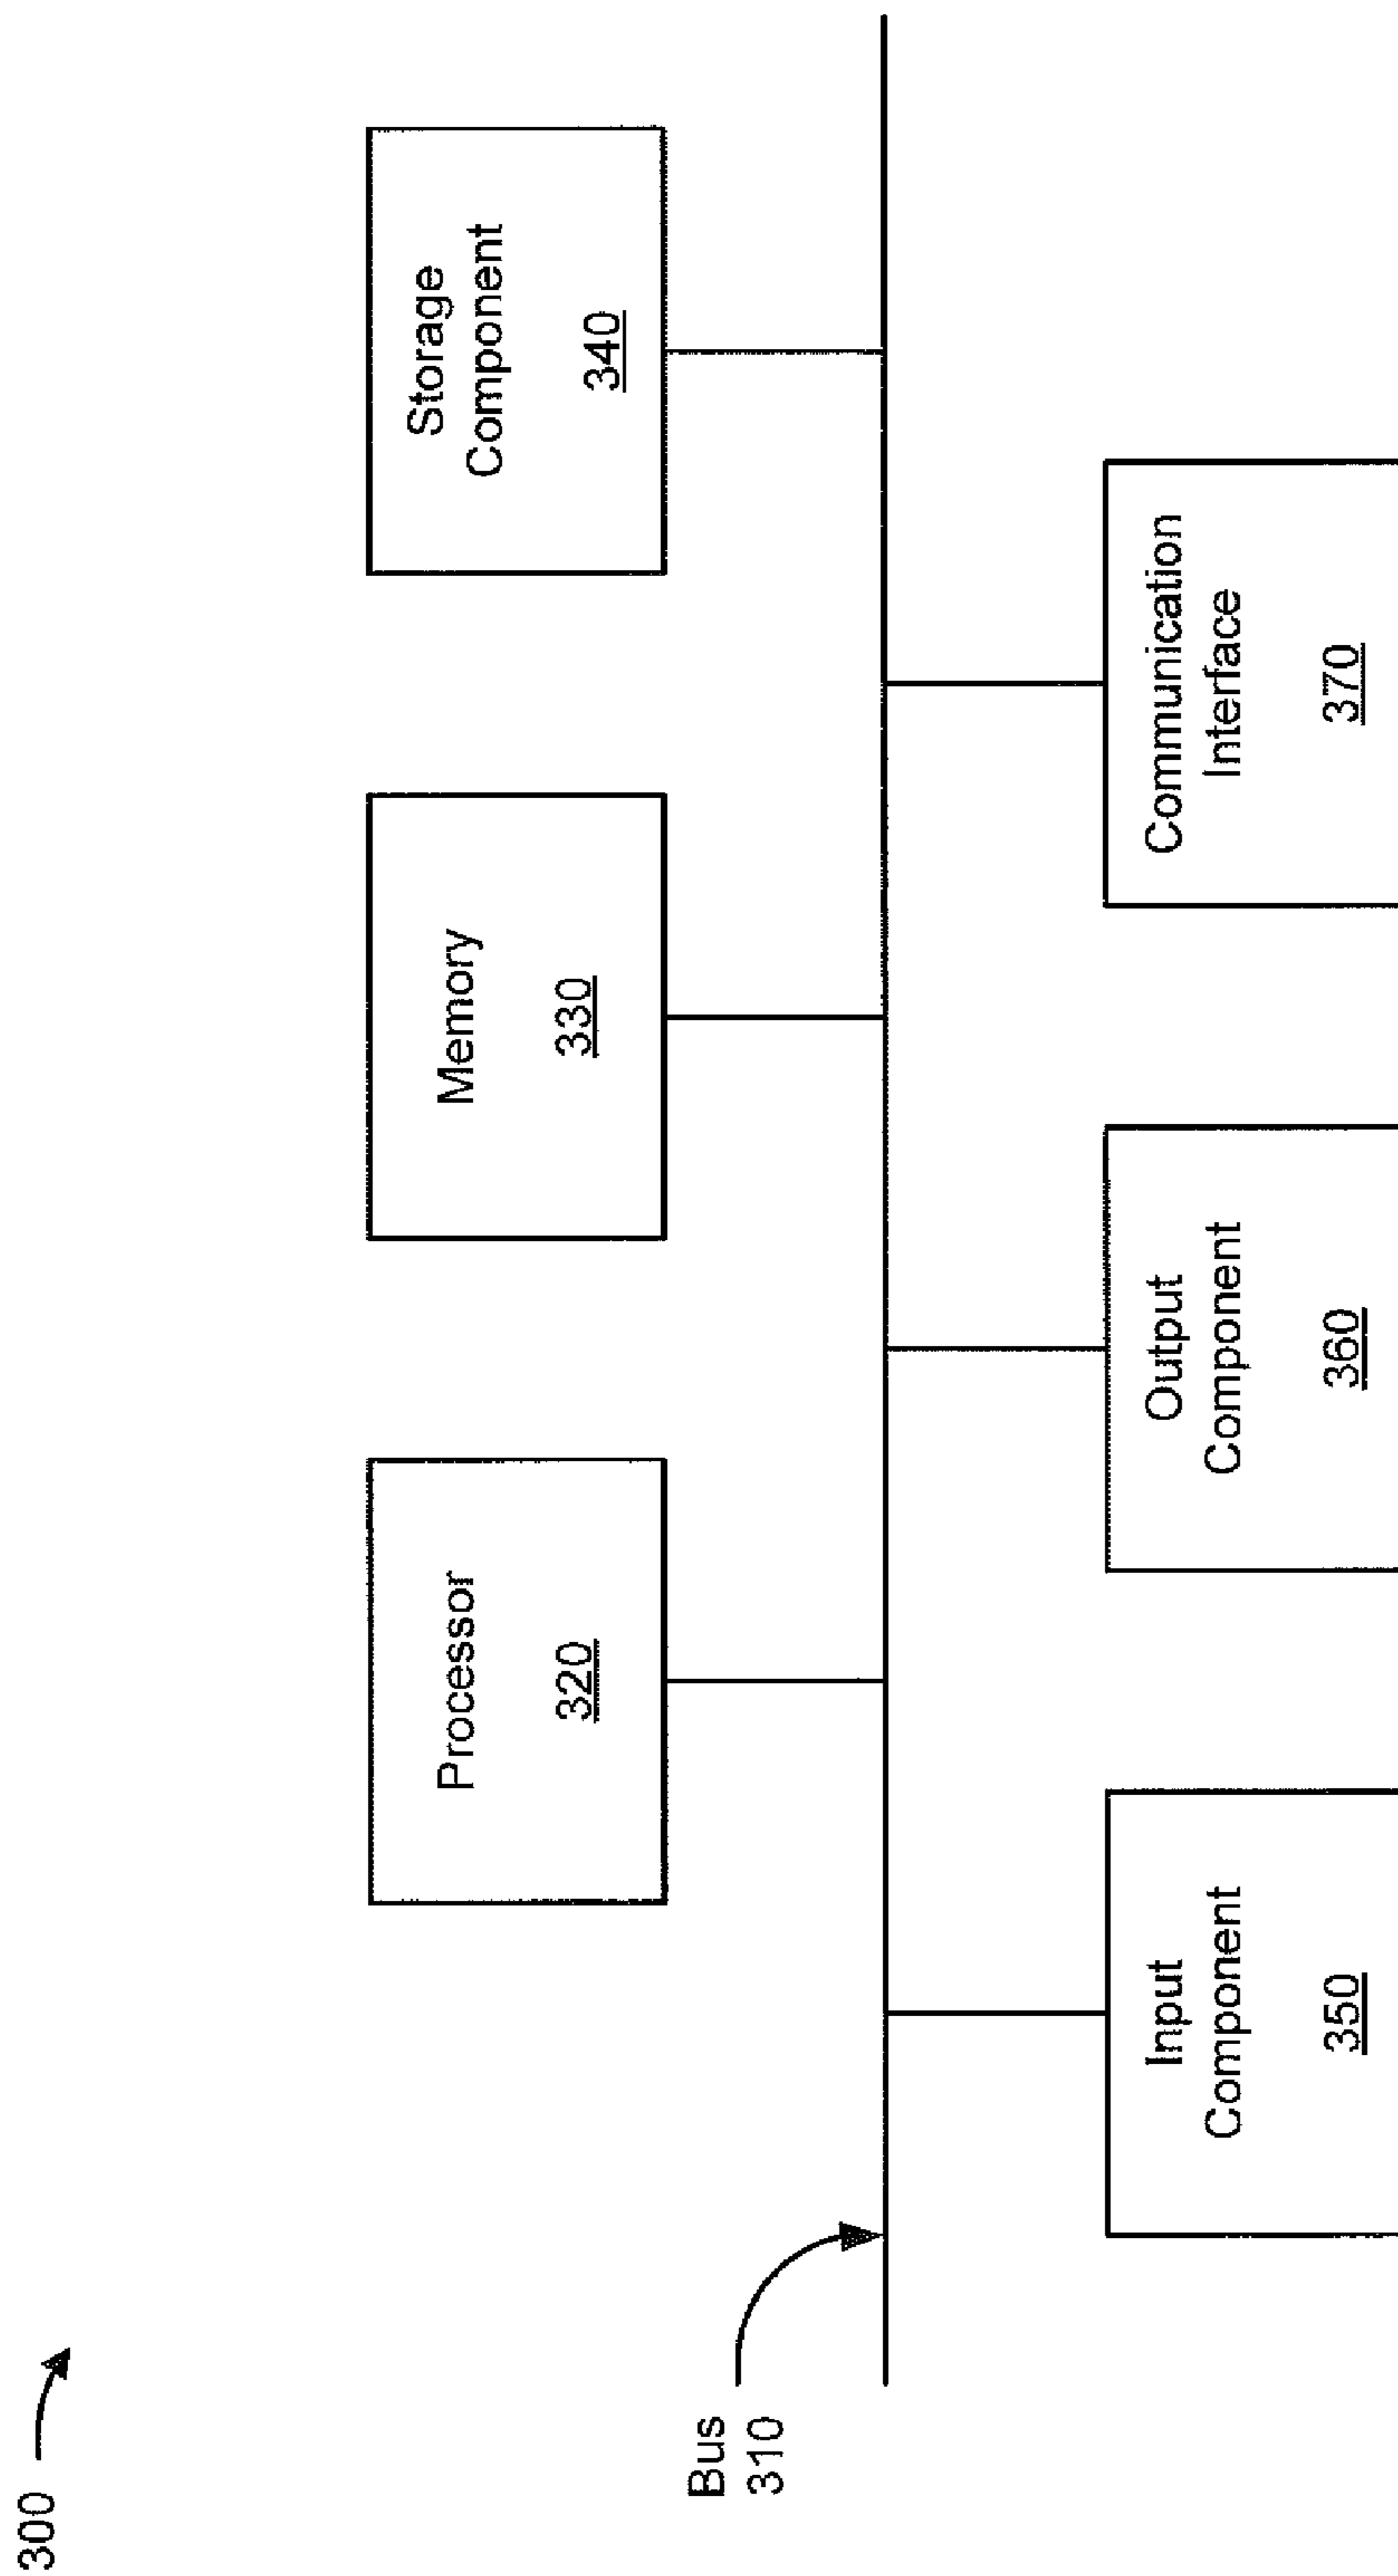 300
Bus
310
Processor
320
Memory
330
Storage
Component
340
Input
Component
350
Output
Component
360
Communication
Interface
370